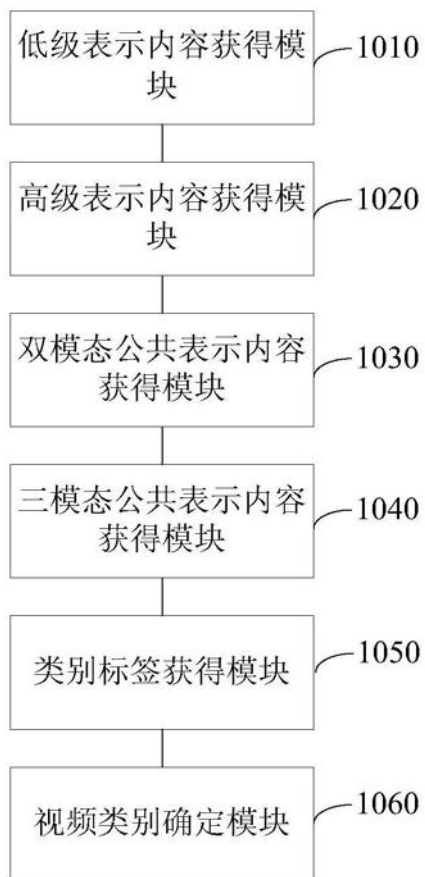 低级表示内容获得模
块
1010
高级表示内容获得模
块
1020
双模态公共表示内容
获得模块
1030
三模态公共表示内容
获得模块
1040
类别标签获得模块
1050
视频类别确定模块
1060